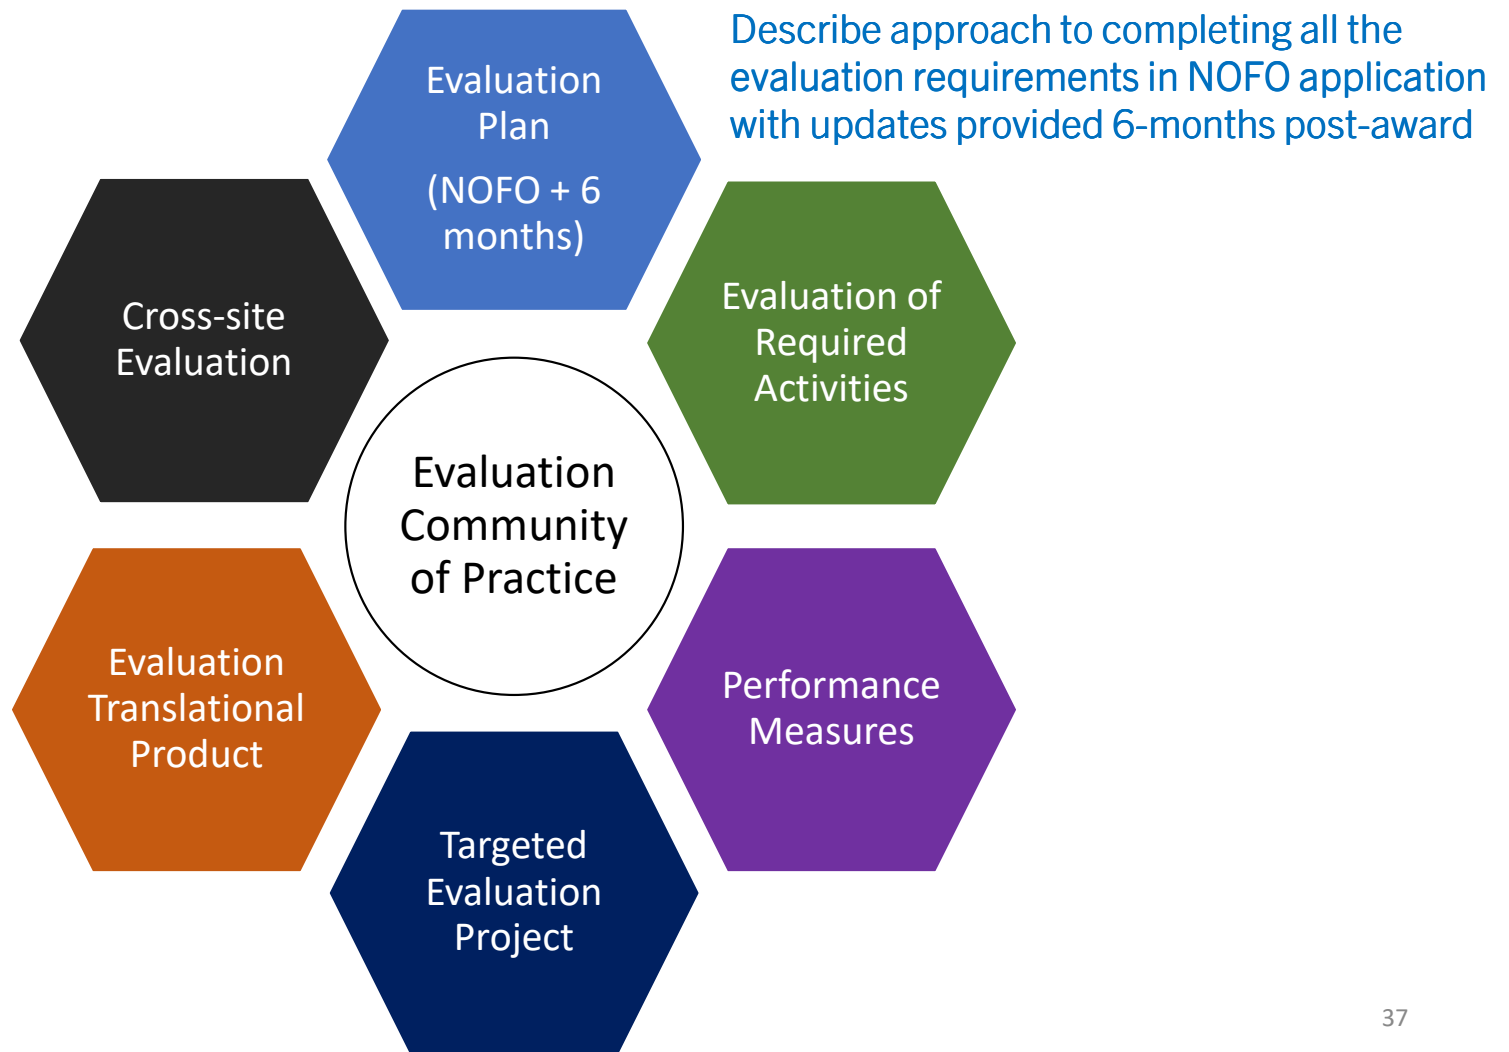 Describe approach to completing all the
evaluation requirements in NOFO application
with updates provided 6-months post-award
Evaluation
Plan
(NOFO + 6
months)
Evaluation of
Required
Activities
Performance
Measures
Targeted
Evaluation
Project
Evaluation
Translational
Product
Cross-site
Evaluation
Evaluation
Community
of Practice
37